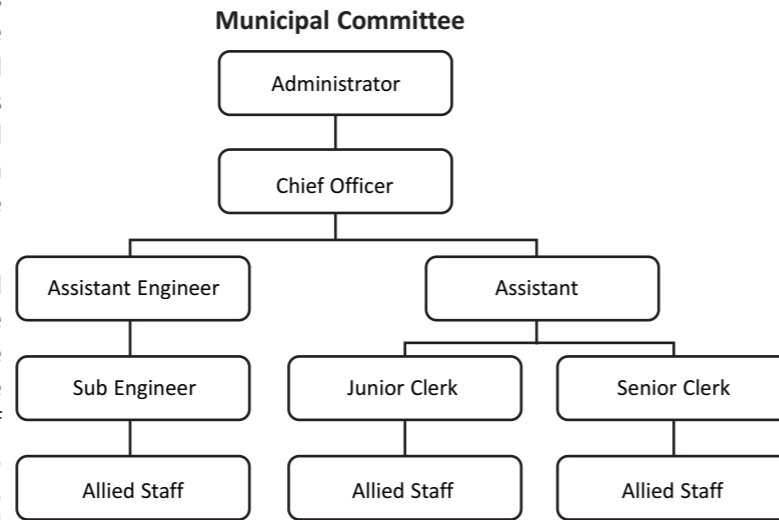 Municipal Committee
Administrator
Chief Officer
Assistant Engineer
Assistant
Sub Engineer
Junior Clerk
Senior Clerk
Allied Staff
Allied Staff
Allied Staff